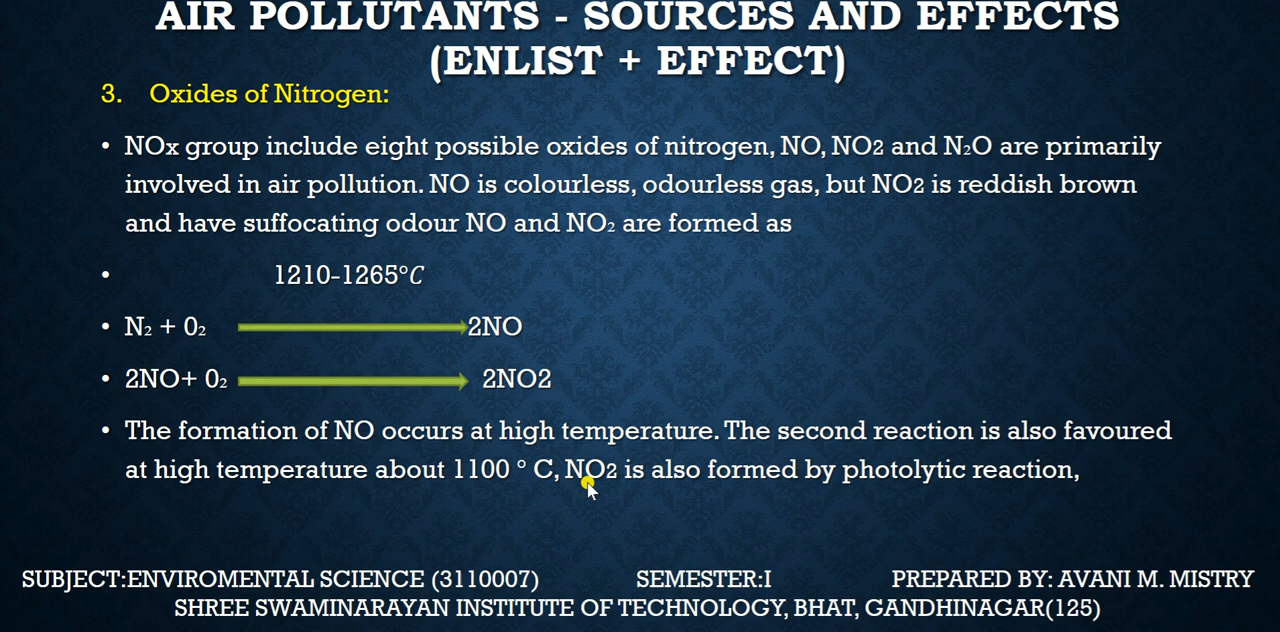 AIR POLLUTANTS - SOURCES AND EFFECTS
(ENLIST + EFFECT)
3. Oxides of Nitrogen:
• NOx group include eight possible oxides of nitrogen, NO, NO2 and N₂O are primarily
involved in air pollution. NO is colourless, odourless gas, but NO2 is reddish brown
and have suffocating odour NO and NO₂ are formed as
• 1210-1265°C
• N₂ + 0₂ 2NO
• 2NO+ 0₂ 2NO2
• The formation of NO occurs at high temperature. The second reaction is also favoured
at high temperature about 1100 ° C, NO2 is also formed by photolytic reaction,
SUBJECT:ENVIROMENTAL SCIENCE (3110007) SEMESTER:I PREPARED BY: AVANI M. MISTRY
SHREE SWAMINARAYAN INSTITUTE OF TECHNOLOGY, BHAT, GANDHINAGAR(125)